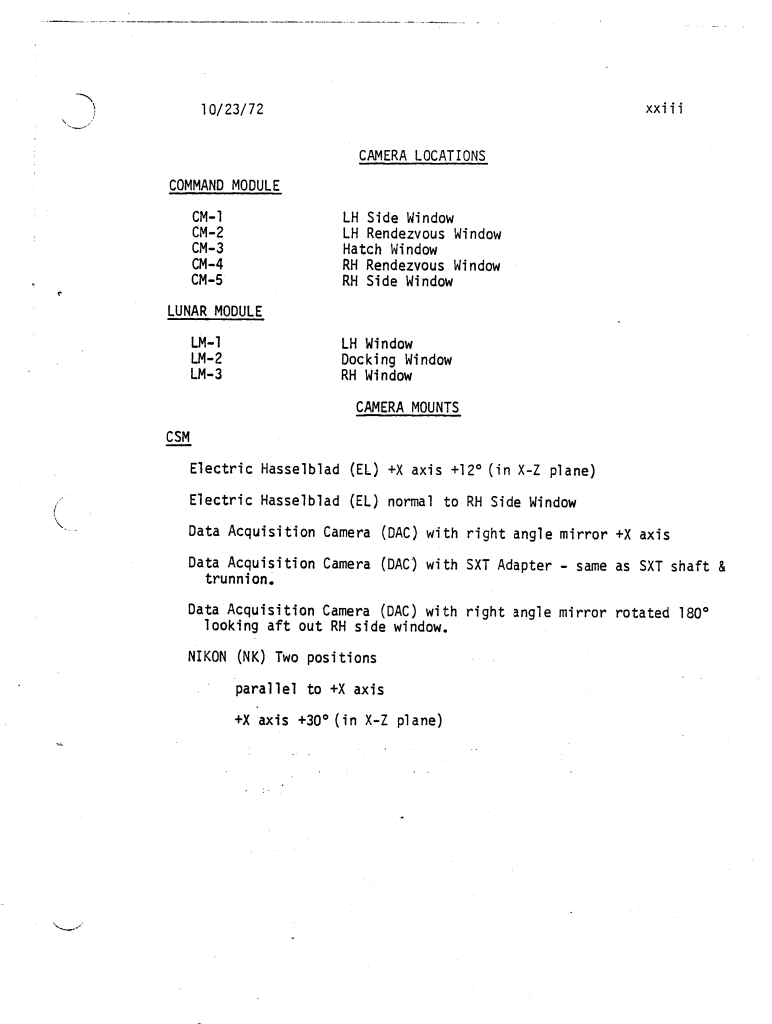 10/23/72 xxiii
CAMERA LOCATIONS
COMMAND MODULE
CM-1 LH Side Window
CM-2 LH Rendezvous Window
CM-3 Hatch Window
CM-4 RH Rendezvous Window
CM-5 RH Side Window
LUNAR MODULE
LM-1 LH Window
LM-2 Docking Window
LM-3 RH Window
CAMERA MOUNTS
CSM
Electric Hasselblad (EL) +X axis +12° (in X-Z plane)
Electric Hasselblad (EL) normal to RH Side Window
Data Acquisition Camera (DAC) with right angle mirror +X axis
Data Acquisition Camera (DAC) with SXT Adapter - same as SXT shaft &
trunnion.
Data Acquisition Camera (DAC) with right angle mirror rotated 180°
looking aft out RH side window.
NIKON (NK) Two positions
parallel to +X axis
+X axis +30° (in X-Z plane)